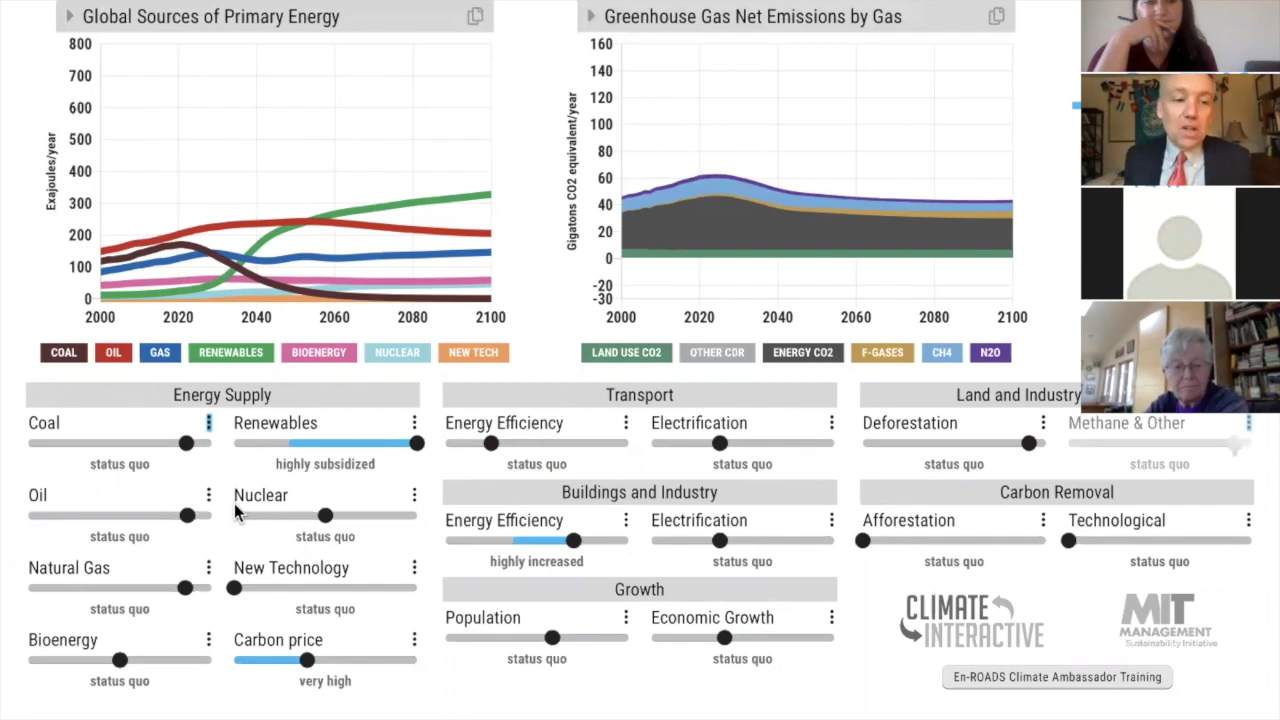 Global Sources of Primary Energy
Greenhouse Gas Net Emissions by Gas
Exajoules/year
800
700
600
500
400
300
200
100
0
2000 2020 2040 2060 2080 2100
Gigatons CO2 equivalent/year
160
140
120
100
80
60
40
20
0
-20
-30
2000 2020 2040 2060 2080 2100
COAL OIL GAS RENEWABLES BIOENERGY NUCLEAR NEW TECH
LAND USE CO2 OTHER CDR ENERGY CO2 F-GASES CH4 N2O
Energy Supply
Coal
status quo
Renewables
highly subsidized
Oil
status quo
Nuclear
status quo
Natural Gas
status quo
New Technology
status quo
Bioenergy
status quo
Carbon price
very high
Transport
Energy Efficiency
status quo
Electrification
status quo
Buildings and Industry
Energy Efficiency
highly increased
Electrification
status quo
Growth
Population
status quo
Economic Growth
status quo
Land and Industry
Deforestation
status quo
Methane & Other
status quo
Carbon Removal
Afforestation
status quo
Technological
status quo
CLIMATE
INTERACTIVE
MIT
MANAGEMENT
Sustainability Initiative
En-ROADS Climate Ambassador Training